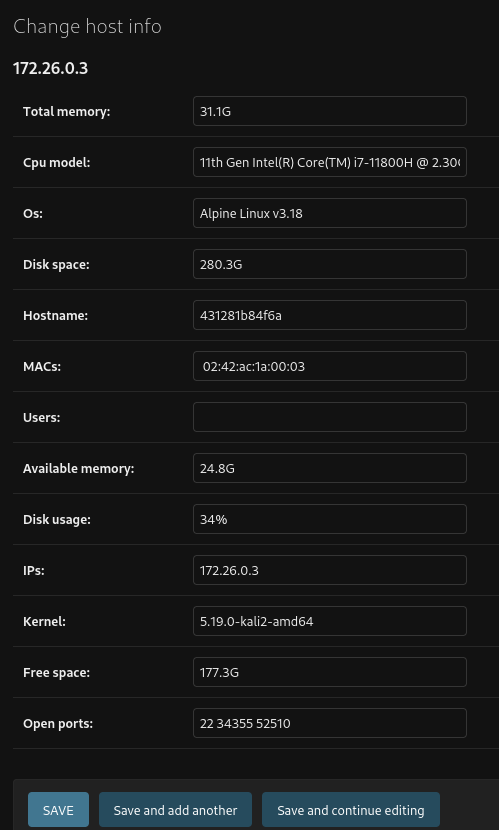 Change host info
172.26.0.3
Total memory: 31.1G
Cpu model: 11th Gen Intel(R) Core(TM) i7-11800H @ 2.30
Os: Alpine Linux v3.18
Disk space: 280.3G
Hostname: 431281b84f6a
MACs: 02:42:ac:1a:00:03
Users:
Available memory: 24.8G
Disk usage: 34%
IPs: 172.26.0.3
Kernel: 5.19.0-kali2-amd64
Free space: 177.3G
Open ports: 22 34355 52510
SAVE Save and add another Save and continue editing